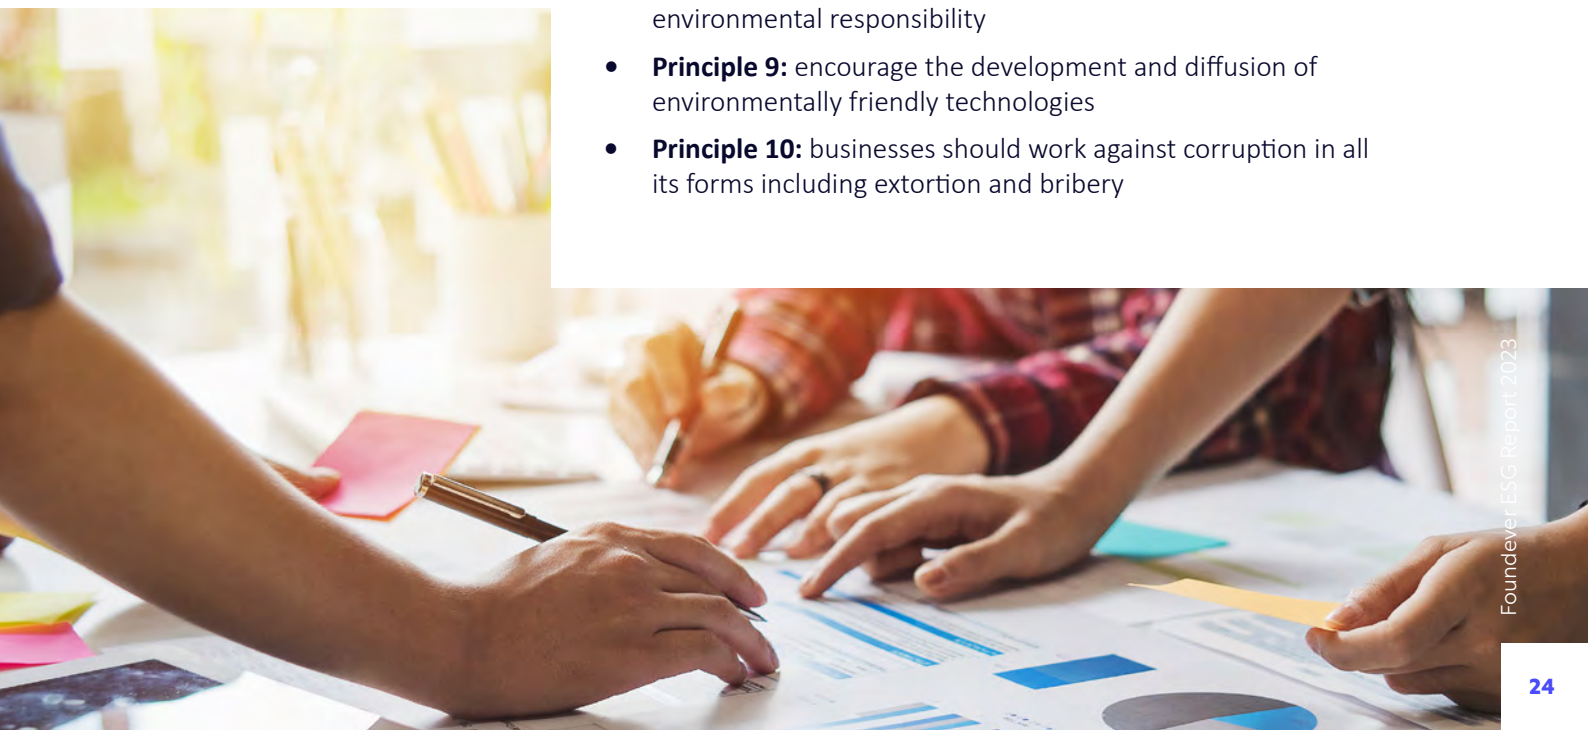 environmental responsibility
• Principle 9: encourage the development and diffusion of
environmentally friendly technologies
• Principle 10: businesses should work against corruption in all
its forms including extortion and bribery
Foundever ESG Report 2023
24